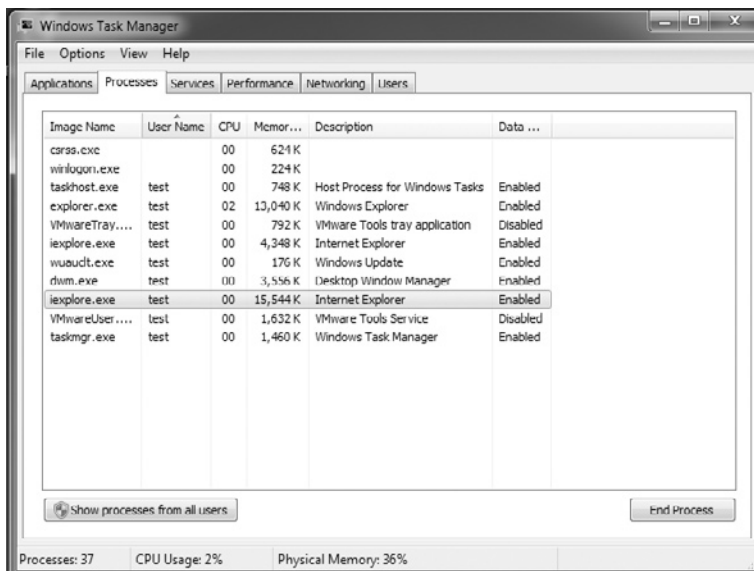 Windows Task Manager
File Options View Help
Applications Processes Services Performance Networking Users
Image Name User Name CPU Memor... Description Data ...
csrss.exe 00 624 K
winlogon.exe 00 224 K
taskhost.exe test 00 748 K Host Process for Windows Tasks Enabled
explorer.exe test 02 13,040 K Windows Explorer Enabled
VMwareTray.... test 00 792 K VMware Tools tray application Disabled
iexplore.exe test 00 4,348 K Internet Explorer Enabled
wuauclt.exe test 00 176 K Windows Update Enabled
dwm.exe test 00 3,556 K Desktop Window Manager Enabled
iexplore.exe test 00 15,544 K Internet Explorer Enabled
VMwareUser.... test 00 1,632 K VMware Tools Service Disabled
taskmgr.exe test 00 1,460 K Windows Task Manager Enabled
Show processes from all users End Process
Processes: 37 CPU Usage: 2% Physical Memory: 36%